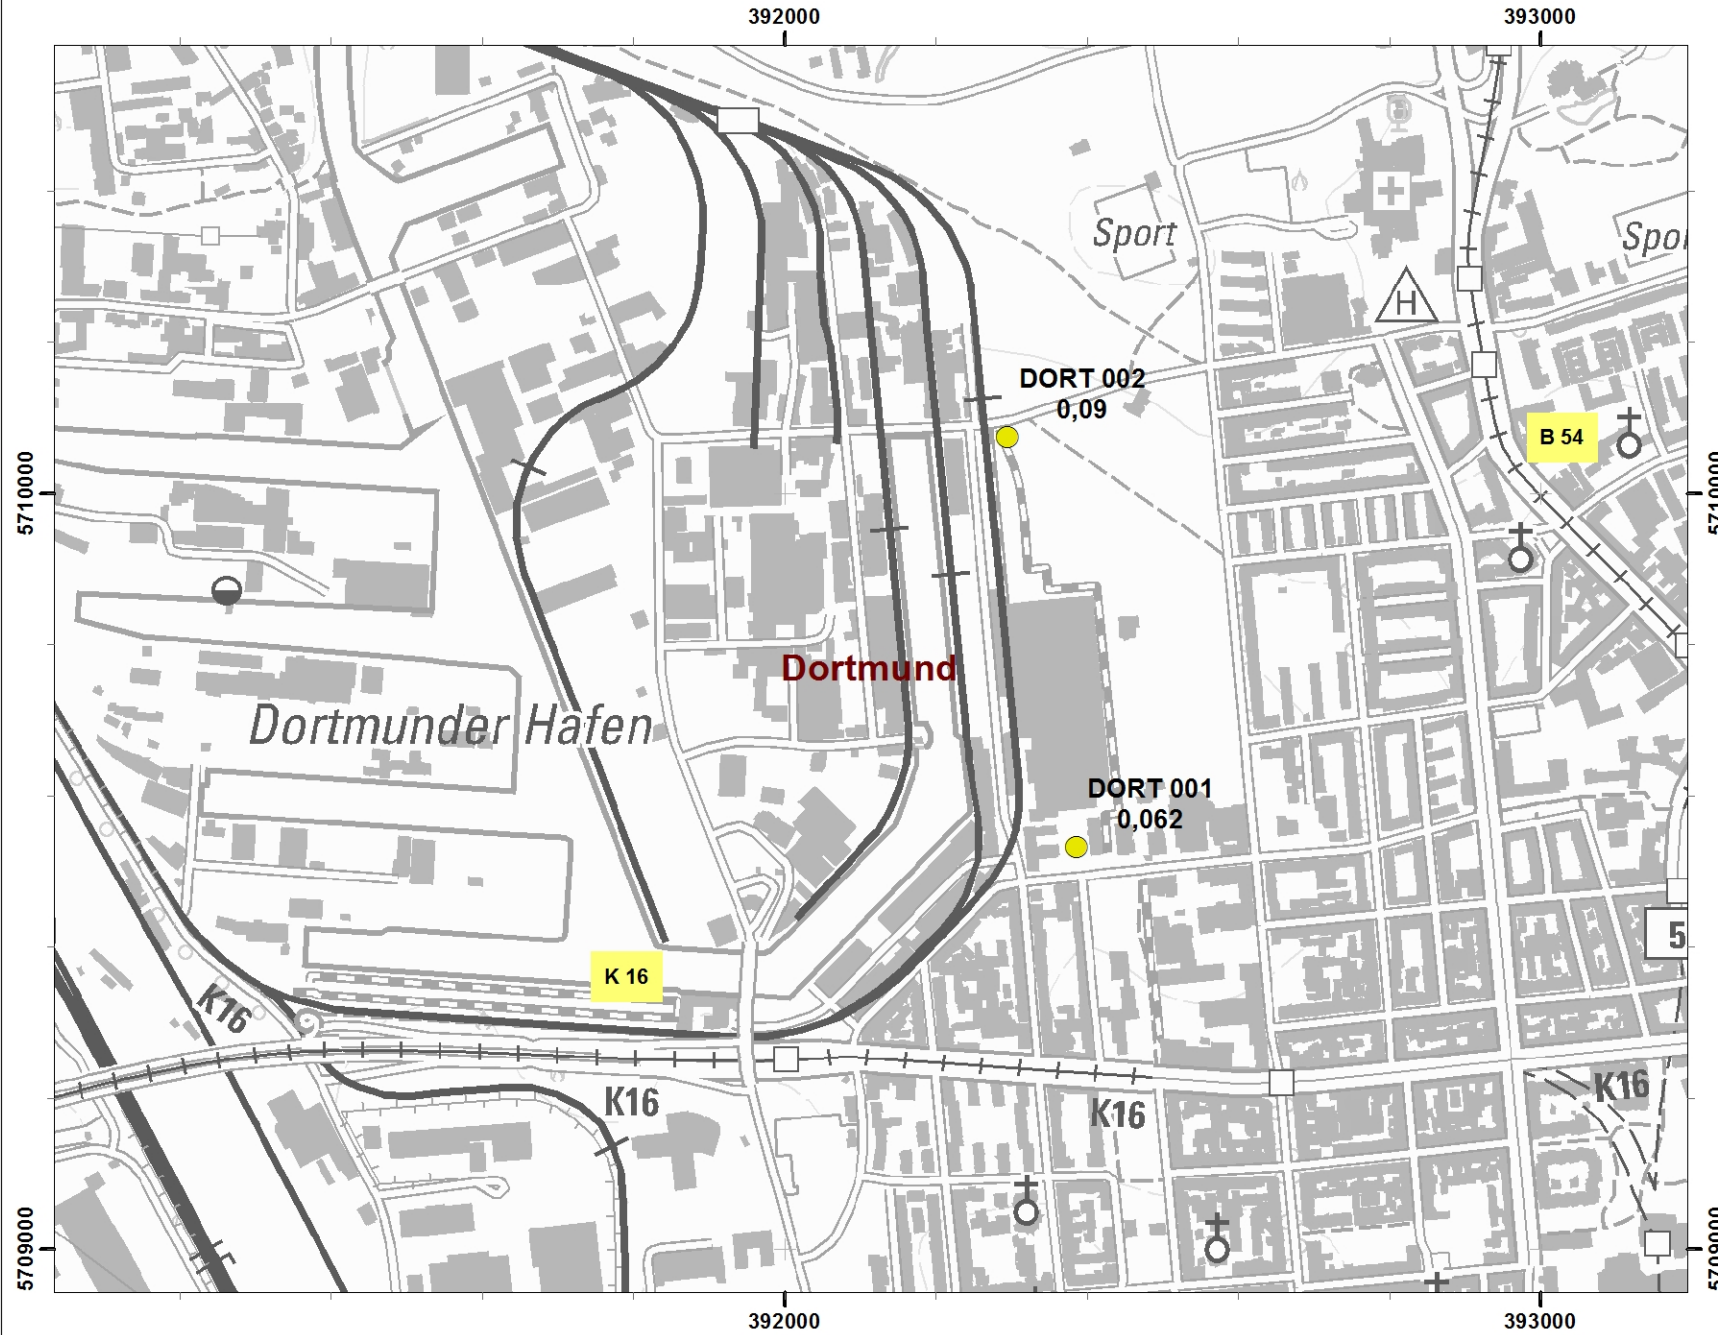 392000
393000
Sport
Spor
H
DORT 002
0,09
B 54
5710000
5710000
Dortmund
Dortmunder Hafen
DORT 001
0,062
5
K 16
K16
K16
K16
K16
5709000
5709000
392000
393000